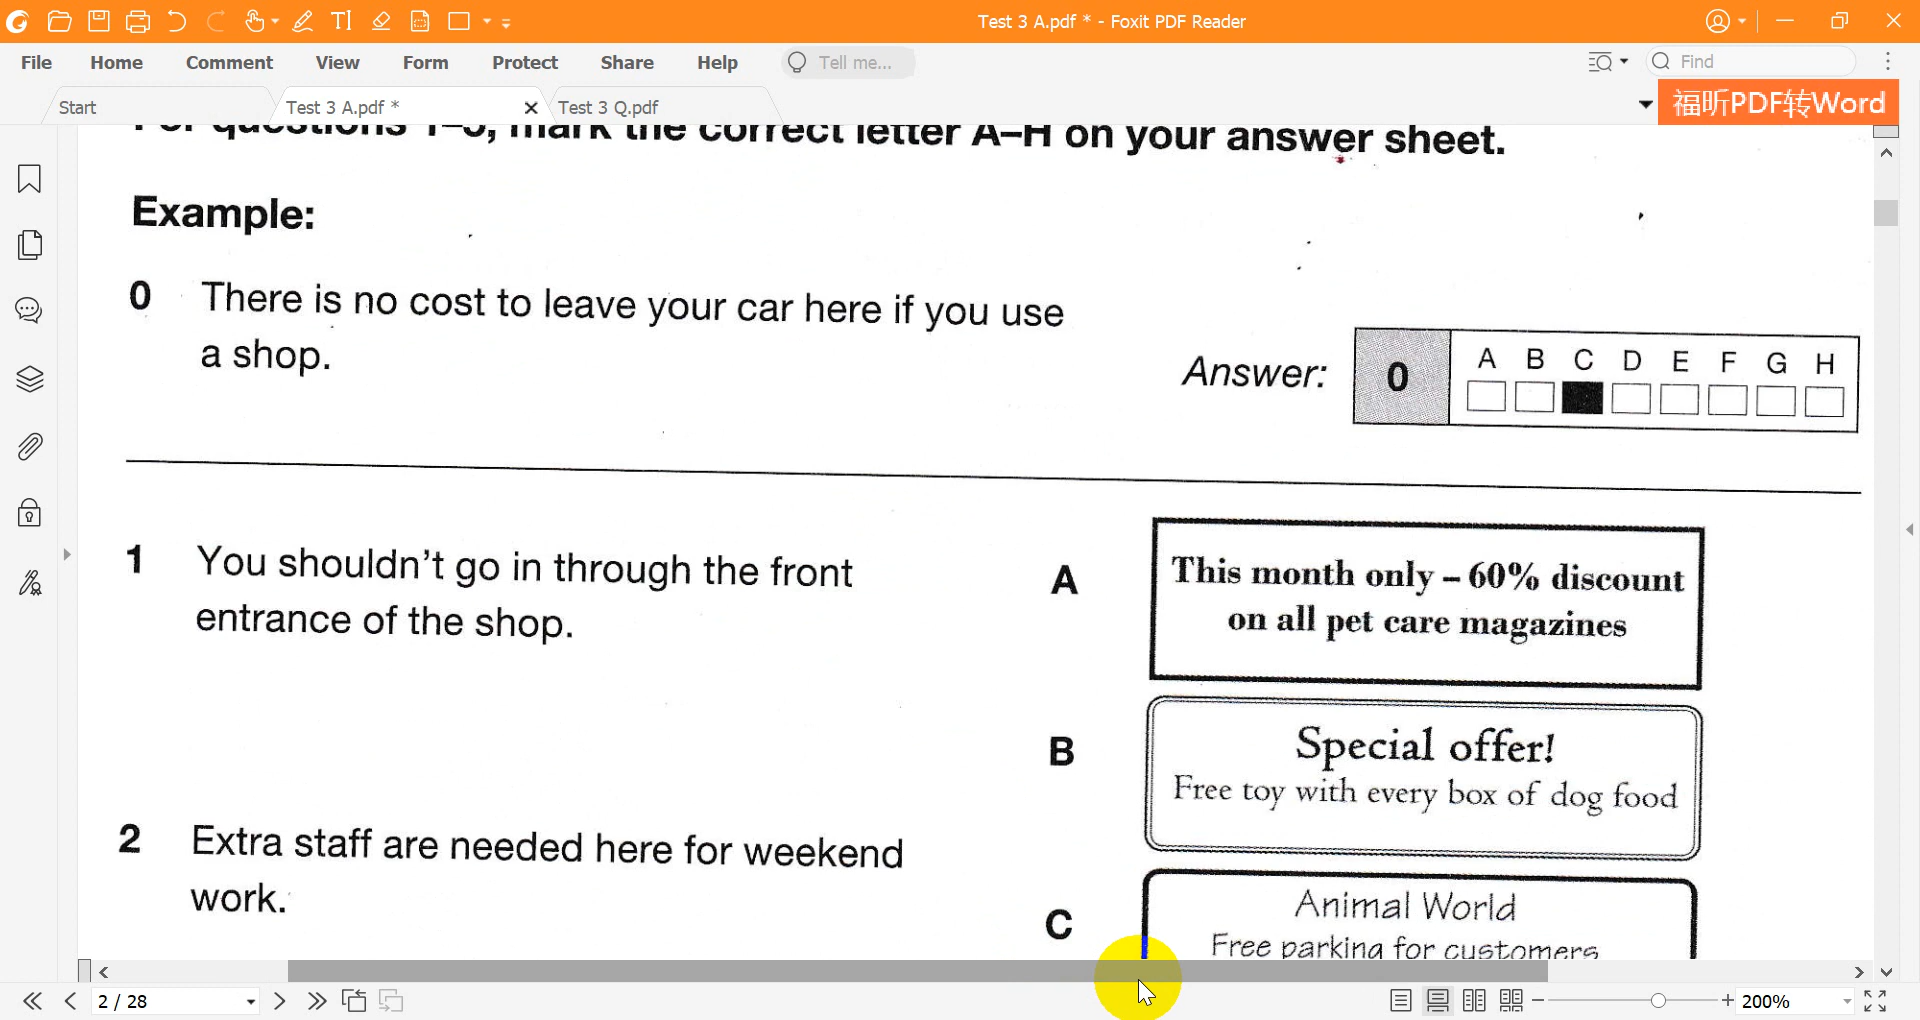 Test 3 A.pdf * - Foxit PDF Reader
File Home Comment View Form Protect Share Help Tell me... Find
Start Test 3 A.pdf * Test 3 Q.pdf 福昕PDF转Word
For questions 1–5, mark the correct letter A–H on your answer sheet.
Example:
0 There is no cost to leave your car here if you use
a shop.
Answer: 0 A B C D E F G H
1 You shouldn't go in through the front
entrance of the shop.
A This month only – 60% discount
on all pet care magazines
B Special offer!
Free toy with every box of dog food
2 Extra staff are needed here for weekend
work.
C Animal World
Free parking for customers
2 / 28 200%